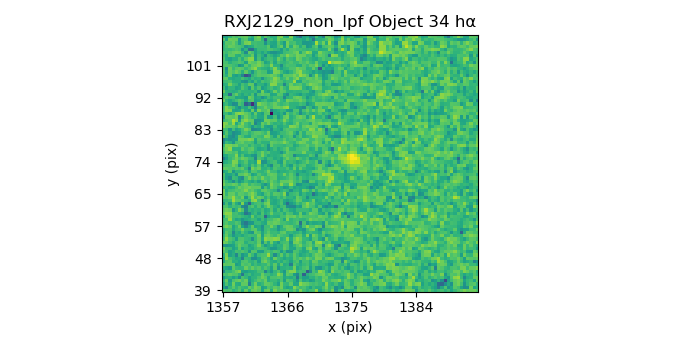 RXJ2129_non_lpf Object 34 hα
101
92
83
74
65
57
48
39
y (pix)
1357 1366 1375 1384
x (pix)